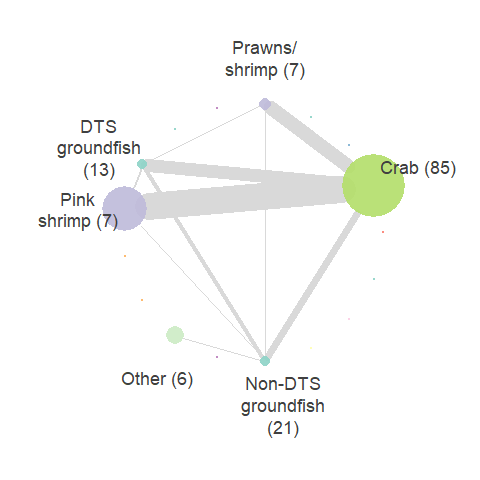 Prawns/
shrimp (7)
DTS
groundfish
(13)
Crab (85)
Pink
shrimp (7)
Other (6)
Non-DTS
groundfish
(21)